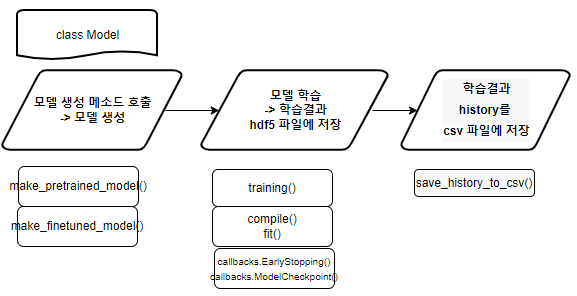 class Model
모델 생성 메소드 호출
-> 모델 생성
모델 학습
-> 학습결과
hdf5 파일에 저장
학습결과
history를
csv 파일에 저장
make_pretrained_model()
make_finetuned_model()
training()
compile()
fit()
callbacks.EarlyStopping()
callbacks.ModelCheckpoint()
save_history_to_csv()